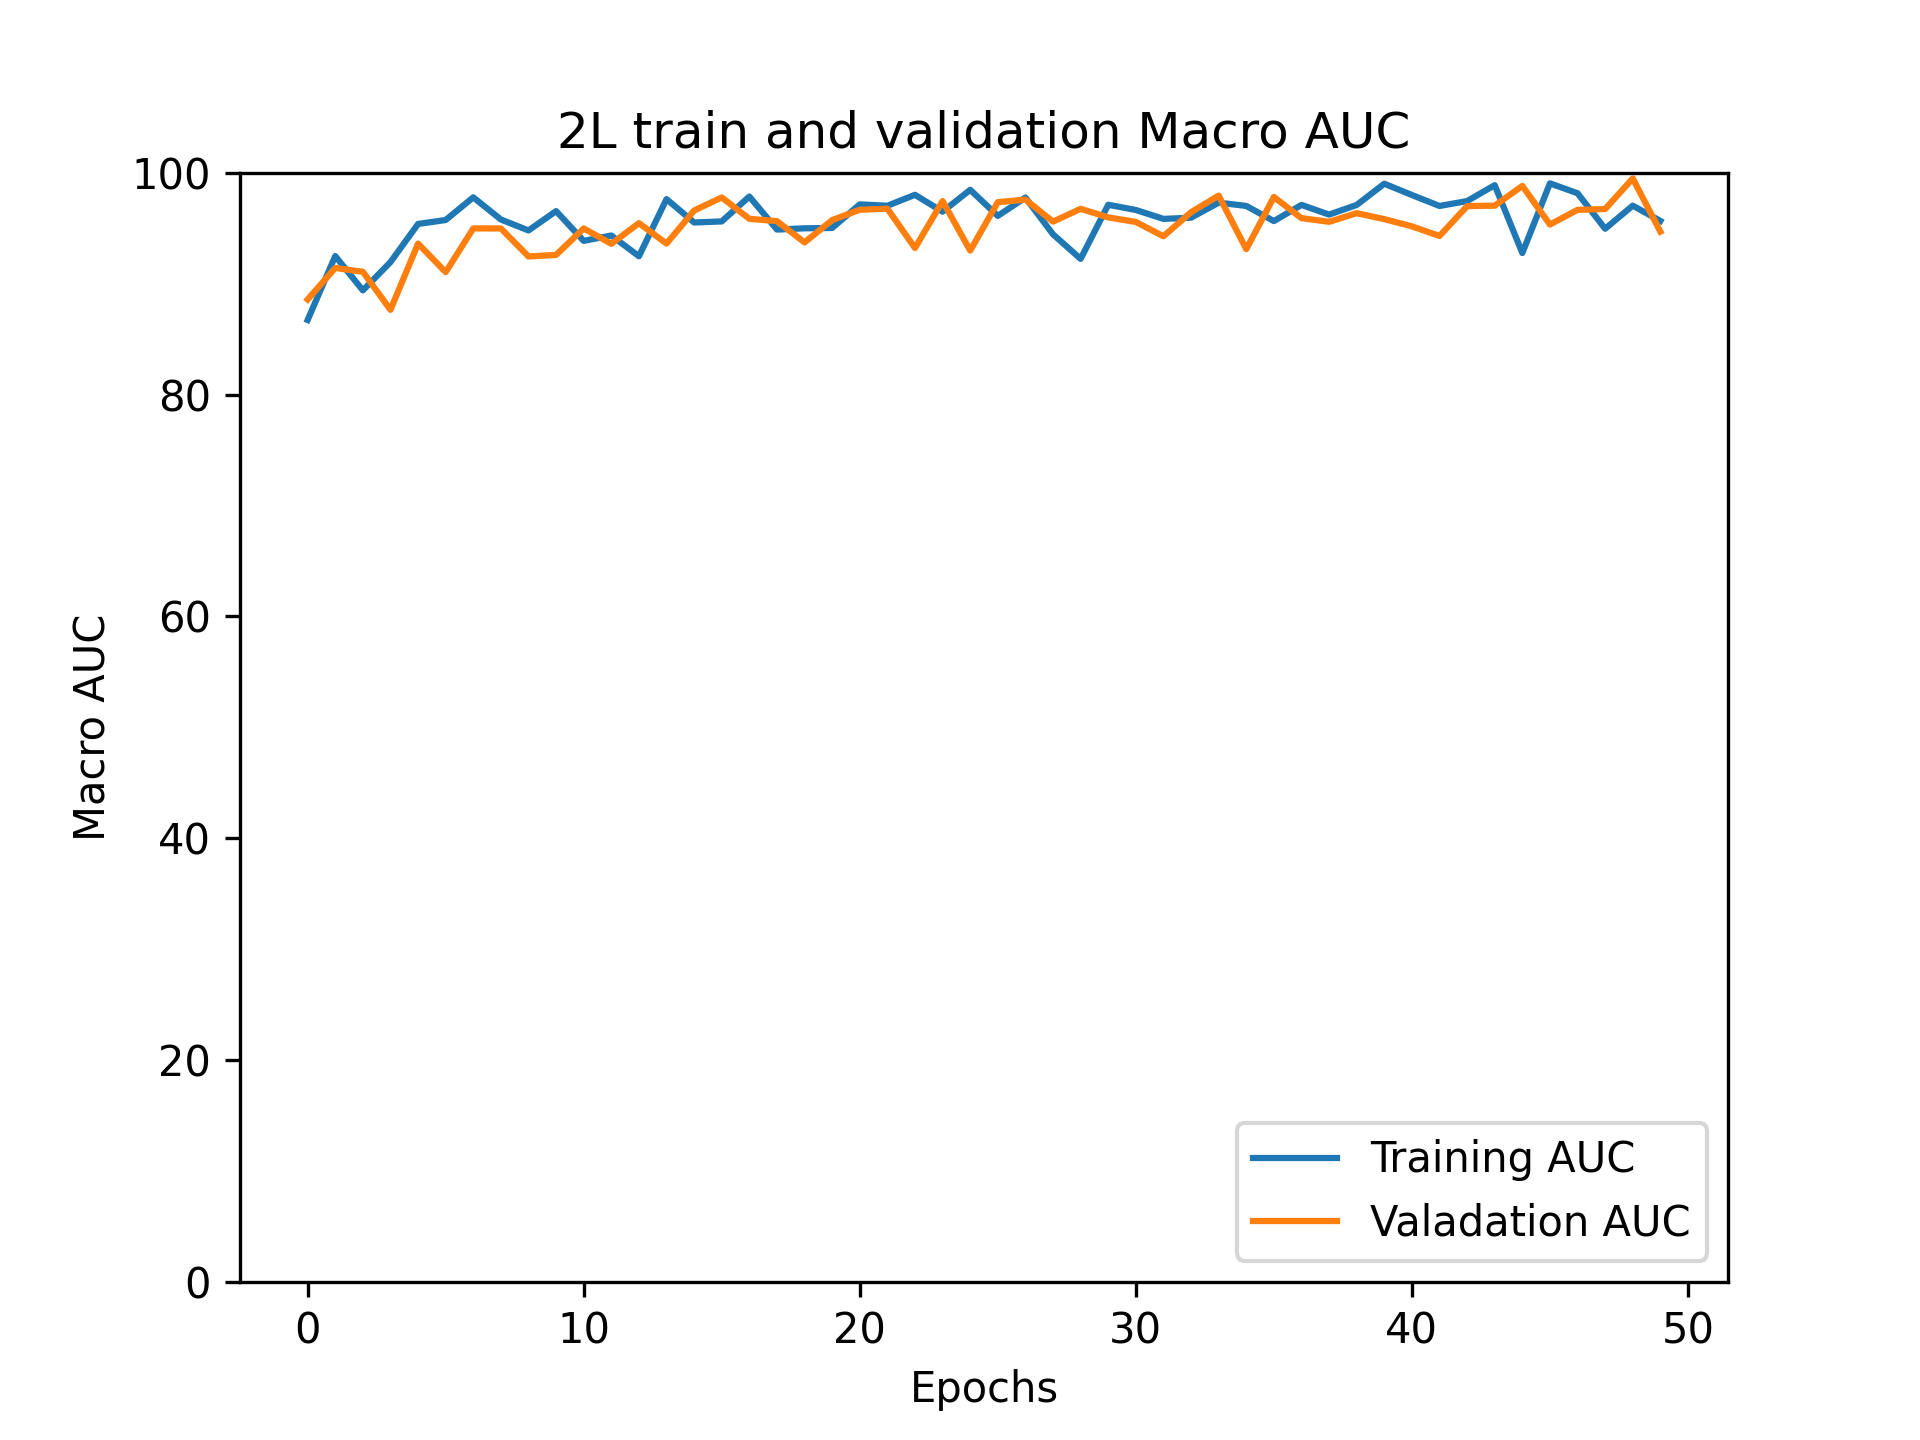 2L train and validation Macro AUC
100
80
60
40
20
0
Macro AUC
0 10 20 30 40 50
Epochs
Training AUC
Valadation AUC